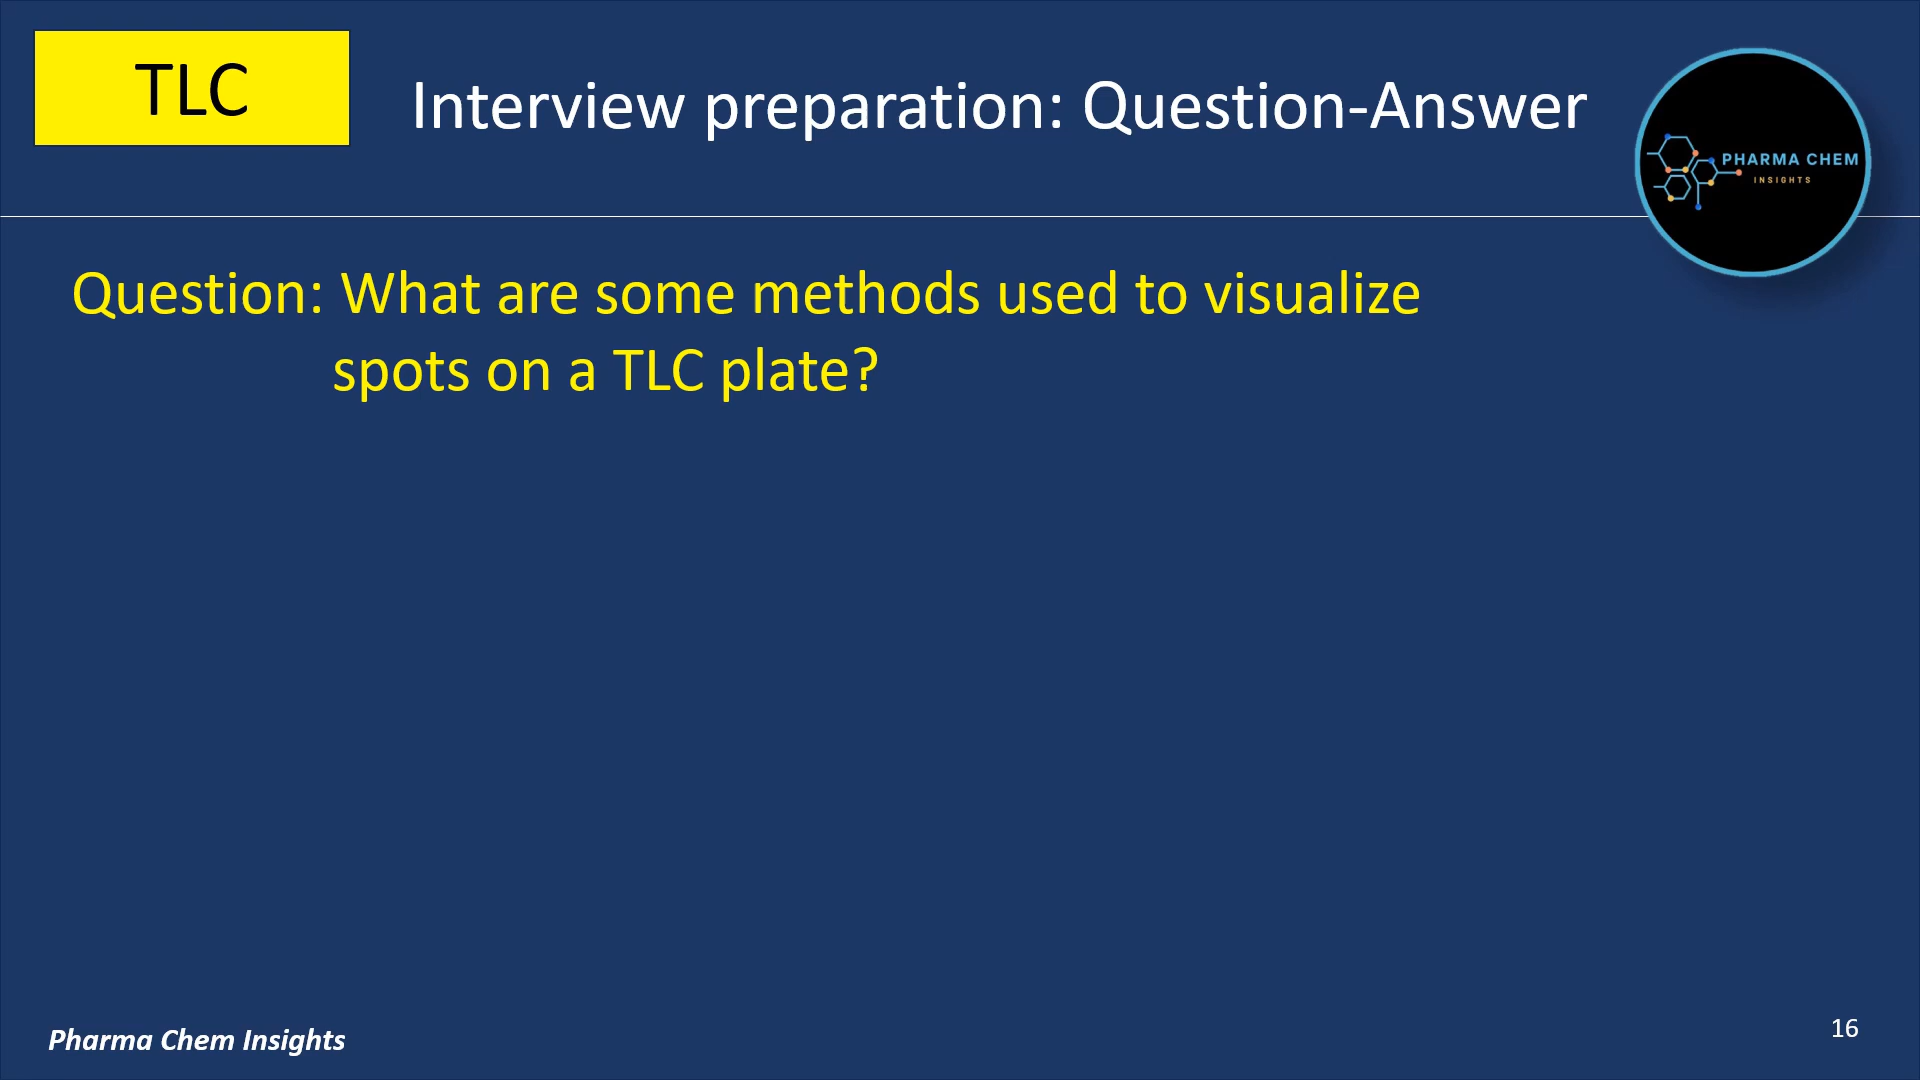 TLC
Interview preparation: Question-Answer
PHARMA CHEM
INSIGHTS
Question: What are some methods used to visualize
spots on a TLC plate?
Pharma Chem Insights
16